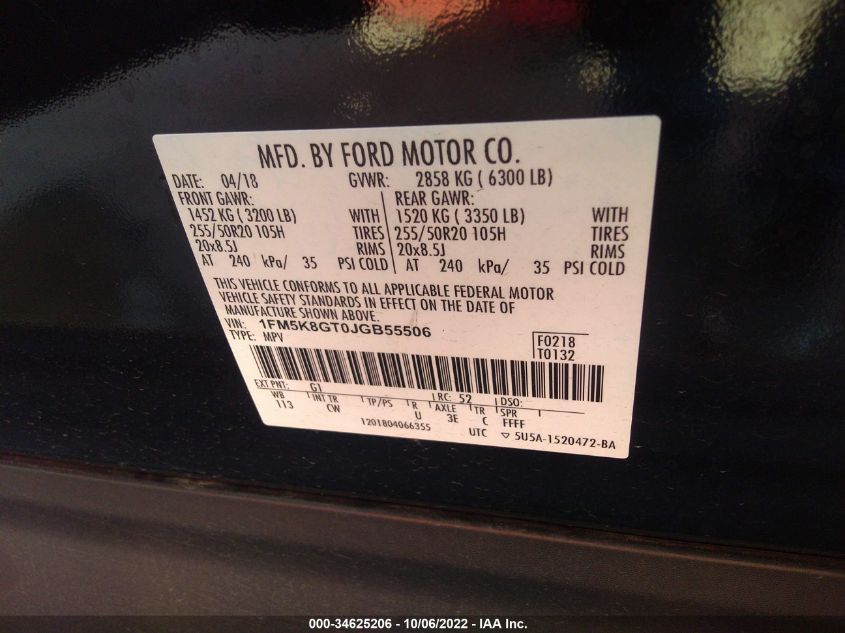 MFD. BY FORD MOTOR CO.
DATE: 04/18 GVWR: 2858 KG ( 6300 LB)
FRONT GAWR: REAR GAWR:
1452 KG ( 3200 LB) WITH 1520 KG ( 3350 LB) WITH
255/50R20 105H TIRES 255/50R20 105H TIRES
20x8.5J RIMS 20x8.5J RIMS
AT 240 kPa/ 35 PSI COLD AT 240 kPa/ 35 PSI COLD
THIS VEHICLE CONFORMS TO ALL APPLICABLE FEDERAL MOTOR
VEHICLE SAFETY STANDARDS IN EFFECT ON THE DATE OF
MANUFACTURE SHOWN ABOVE.
VIN: 1FM5K8GT0JGB55506
TYPE: MPV
F0218
T0132
EXT PNT: G1 RC: 52 DSO:
WB INT TR TP/PS R AXLE TR SPR
113 CW U 3E C FFFF
1201804066355 UTC ▽ 5U5A-1520472-BA
000-34625206 - 10/06/2022 - IAA Inc.